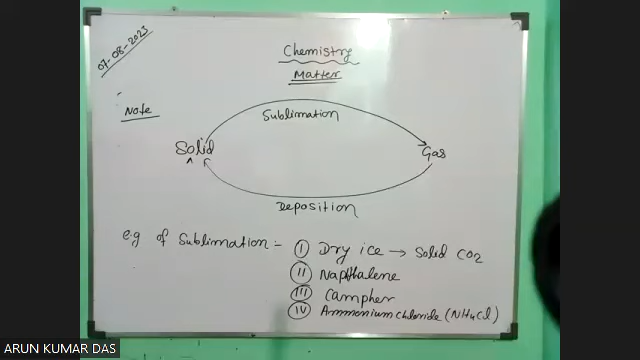 07-08-2023
Chemistry
Matter
Note
Sublimation
Solid
Gas
Deposition
e.g of Sublimation :-
I Dry ice → Solid CO2
II Napthalene
III Campher
IV Ammonium chloride (NH4Cl)
ARUN KUMAR DAS